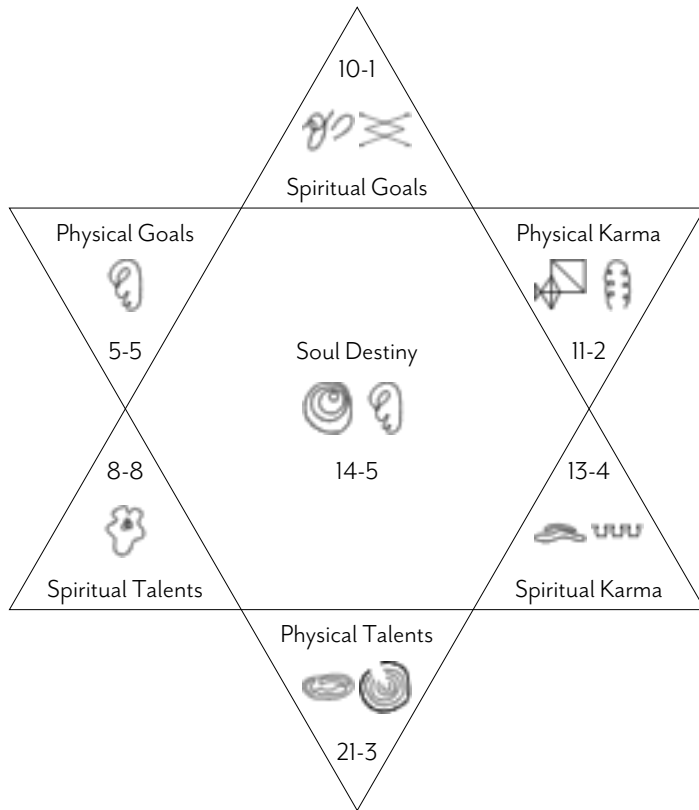 10-1
Spiritual Goals
Physical Goals
Physical Karma
5-5
Soul Destiny
11-2
8-8
14-5
13-4
Spiritual Talents
Spiritual Karma
Physical Talents
21-3